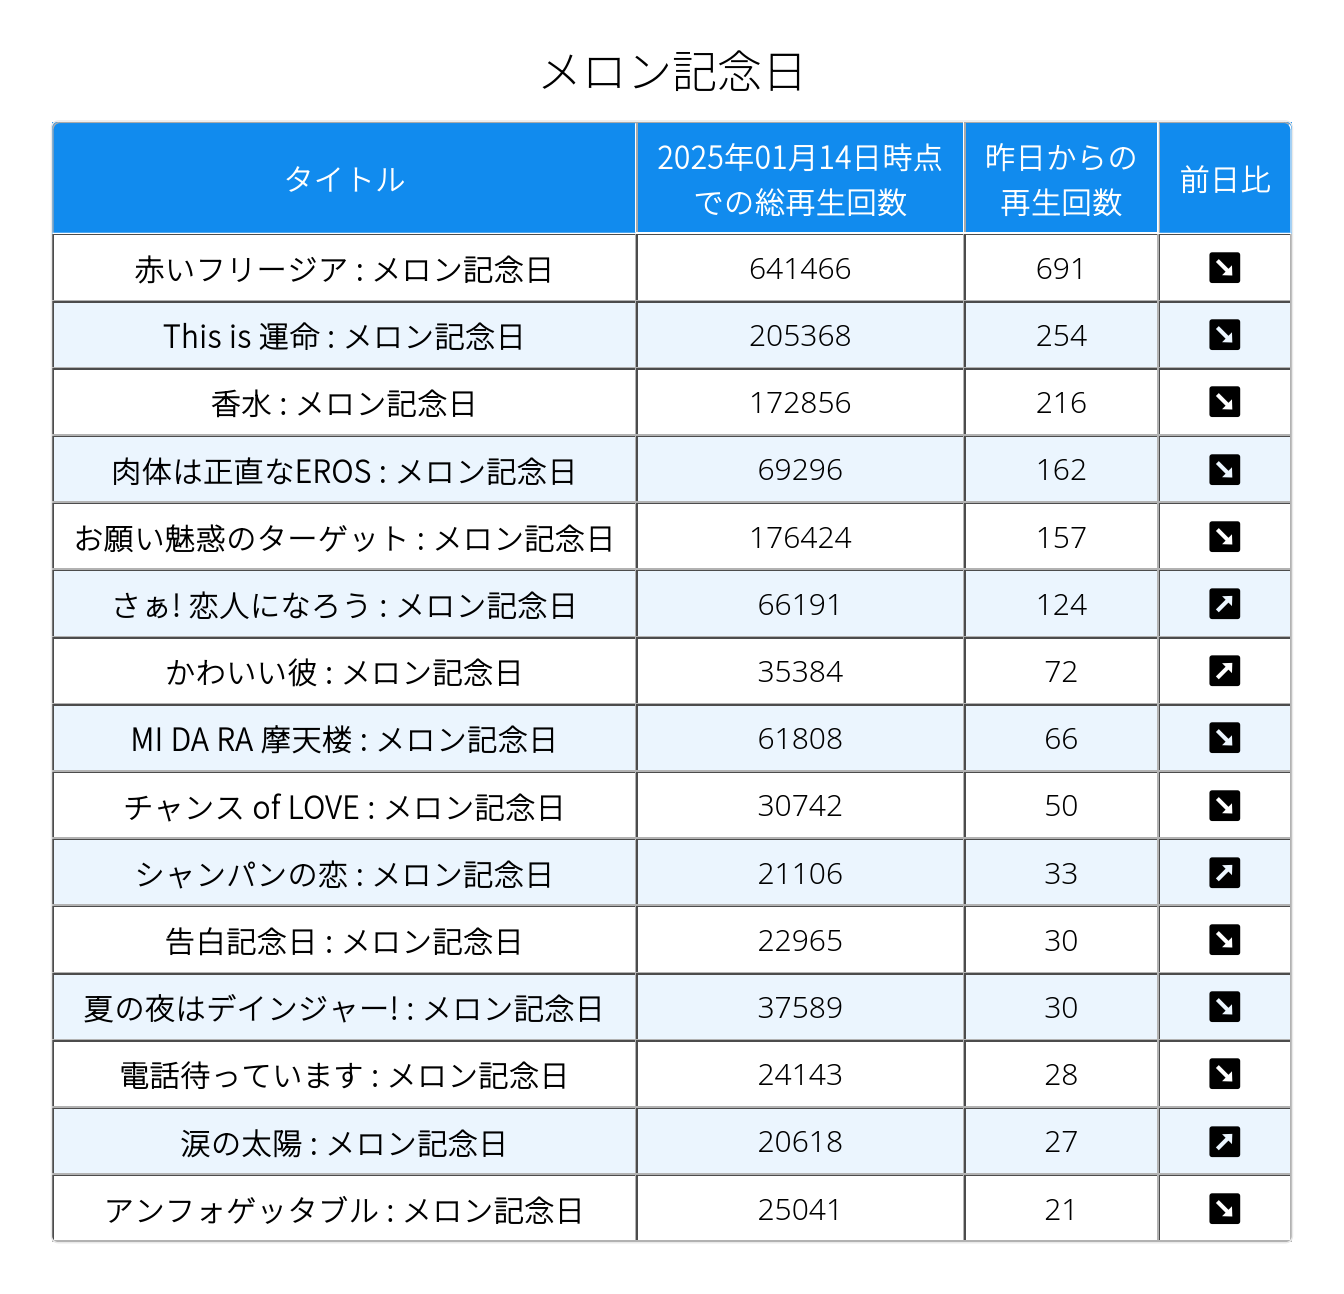 メロン記念日
タイトル
2025年01月14日時点
での総再生回数
昨日からの
再生回数
前日比
赤いフリージア : メロン記念日 641466 691 ↘
This is 運命 : メロン記念日 205368 254 ↘
香水 : メロン記念日 172856 216 ↘
肉体は正直なEROS : メロン記念日 69296 162 ↘
お願い魅惑のターゲット : メロン記念日 176424 157 ↘
さぁ! 恋人になろう : メロン記念日 66191 124 ↗
かわいい彼 : メロン記念日 35384 72 ↗
MI DA RA 摩天楼 : メロン記念日 61808 66 ↘
チャンス of LOVE : メロン記念日 30742 50 ↘
シャンパンの恋 : メロン記念日 21106 33 ↗
告白記念日 : メロン記念日 22965 30 ↘
夏の夜はデインジャー! : メロン記念日 37589 30 ↘
電話待っています : メロン記念日 24143 28 ↘
涙の太陽 : メロン記念日 20618 27 ↗
アンフォゲッタブル : メロン記念日 25041 21 ↘